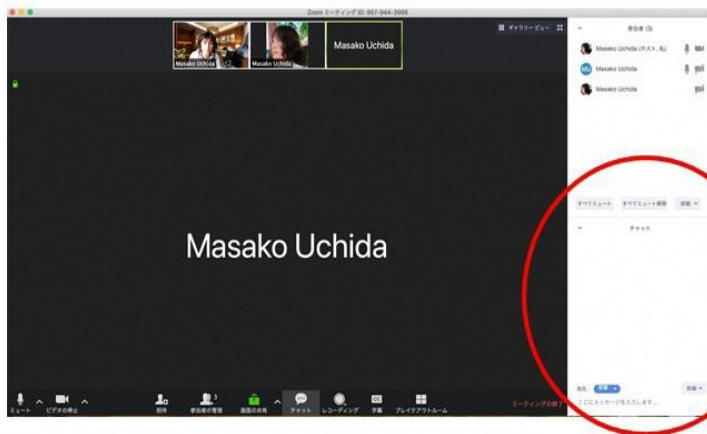 Zoom ミーティング ID: 957-944-3995
ギャラリービュー
Masako Uchida
Masako Uchida
Masako Uchida
Masako Uchida
参加者 (3)
Masako Uchida (ホスト, 私)
MU Masako Uchida
Masako Uchida
すべてミュート
すべてミュート解除
詳細
チャット
宛先:
詳細
ここにメッセージを入力します...
ミュート
ビデオの停止
招待
3
参加者の管理
画面の共有
チャット
レコーディング
CC
字幕
ブレイクアウトルーム
ミーティングの終了